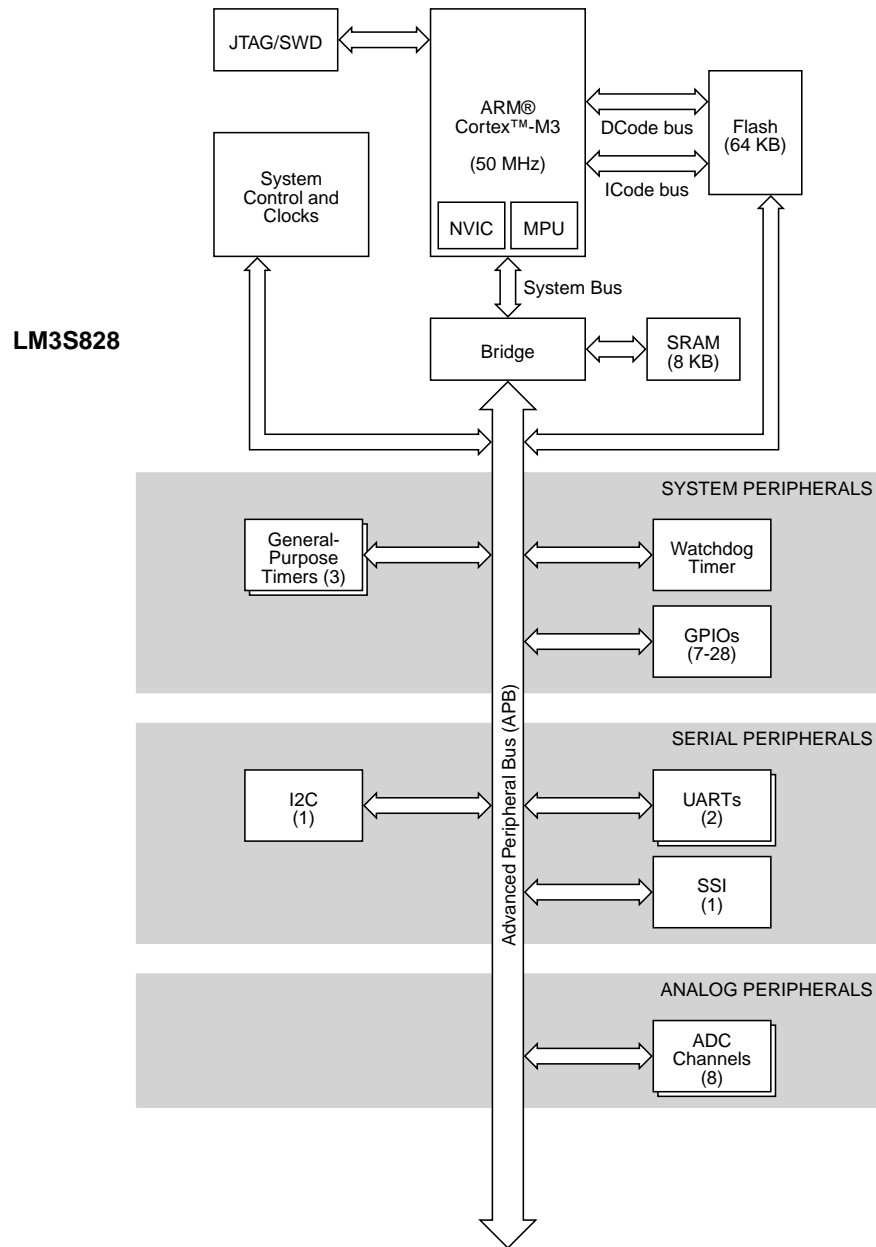 JTAG/SWD
ARM®
Cortex™-M3
(50 MHz)
NVIC
MPU
DCode bus
ICode bus
Flash
(64 KB)
System
Control and
Clocks
System Bus
LM3S828
Bridge
SRAM
(8 KB)
SYSTEM PERIPHERALS
General-
Purpose
Timers (3)
Watchdog
Timer
GPIOs
(7-28)
Advanced Peripheral Bus (APB)
SERIAL PERIPHERALS
I2C
(1)
UARTs
(2)
SSI
(1)
ANALOG PERIPHERALS
ADC
Channels
(8)